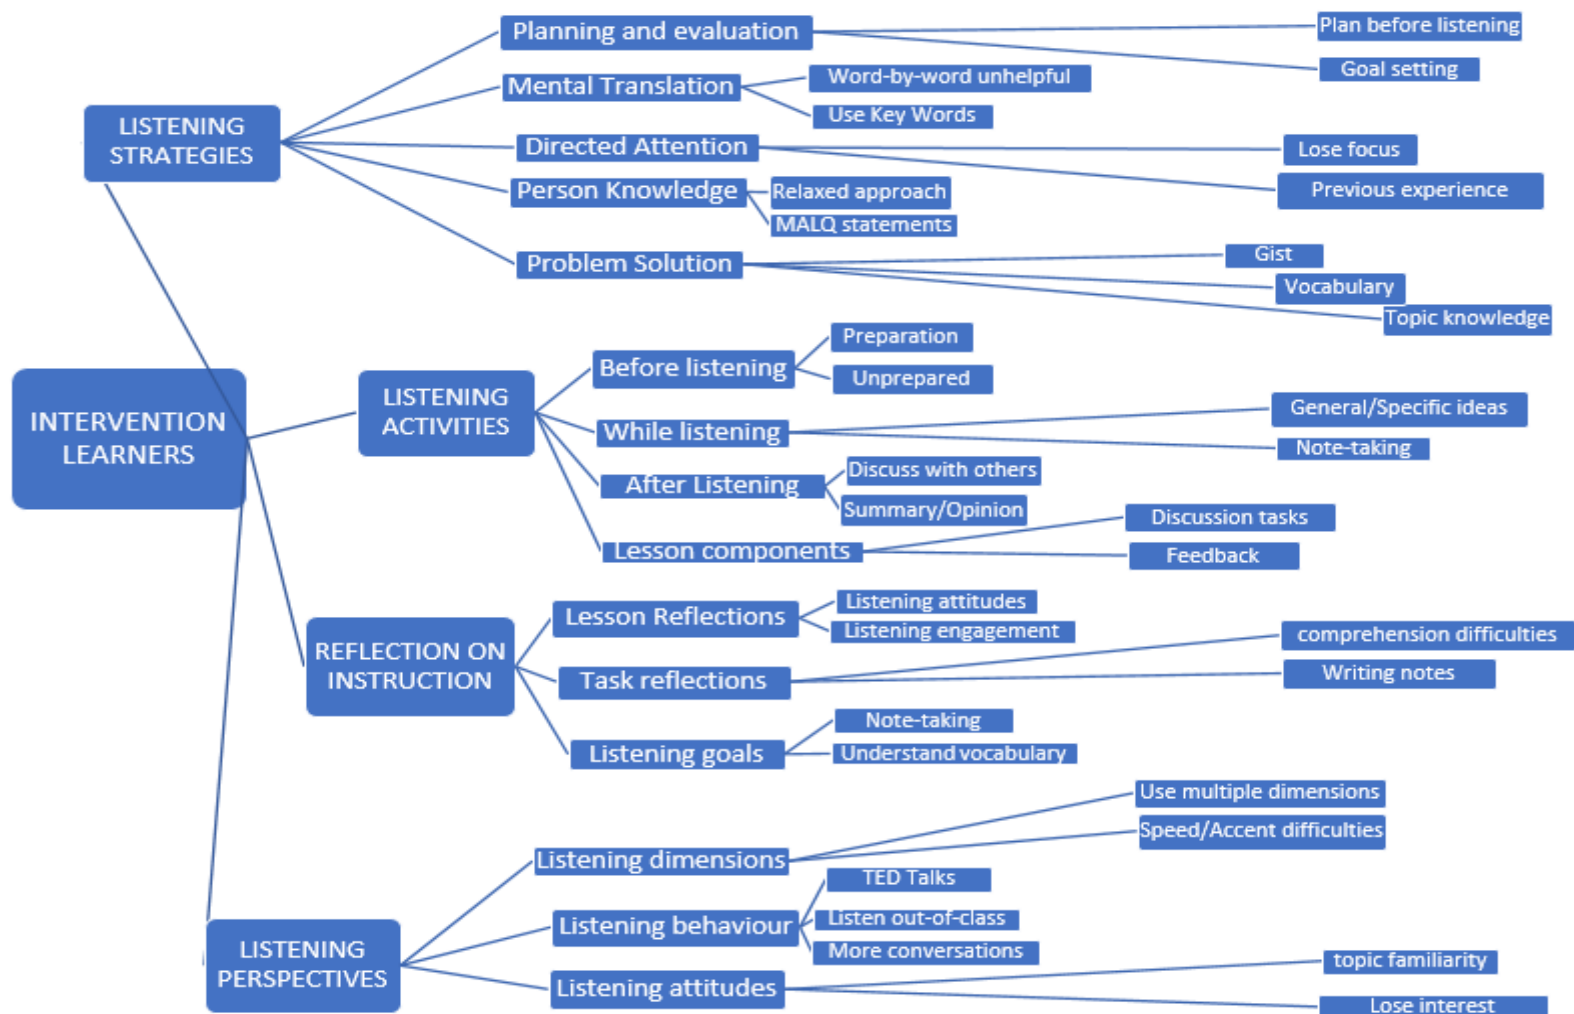 Planning and evaluation
Plan before listening
Goal setting
Mental Translation
Word-by-word unhelpful
Use Key Words
LISTENING
STRATEGIES
Directed Attention
Lose focus
Previous experience
Person Knowledge
Relaxed approach
MALQ statements
Problem Solution
Gist
Vocabulary
Topic knowledge
INTERVENTION
LEARNERS
LISTENING
ACTIVITIES
Before listening
Preparation
Unprepared
While listening
General/Specific ideas
Note-taking
After Listening
Discuss with others
Summary/Opinion
Lesson components
Discussion tasks
Feedback
REFLECTION ON
INSTRUCTION
Lesson Reflections
Listening attitudes
Listening engagement
Task reflections
comprehension difficulties
Writing notes
Listening goals
Note-taking
Understand vocabulary
LISTENING
PERSPECTIVES
Listening dimensions
Use multiple dimensions
Speed/Accent difficulties
Listening behaviour
TED Talks
Listen out-of-class
More conversations
Listening attitudes
topic familiarity
Lose interest